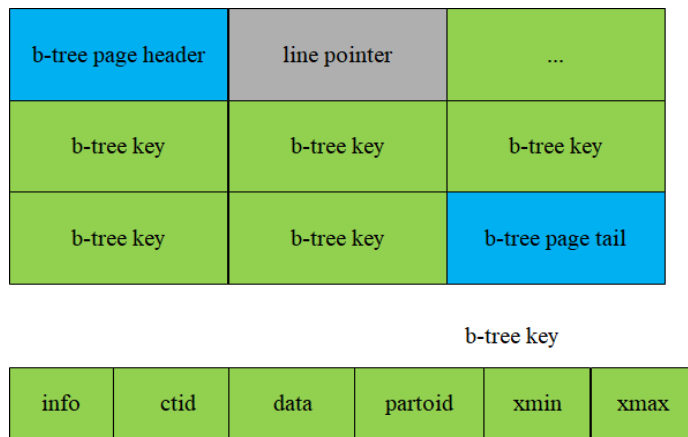 b-tree page header line pointer ...
b-tree key b-tree key b-tree key
b-tree key b-tree key b-tree page tail
b-tree key
info ctid data partoid xmin xmax